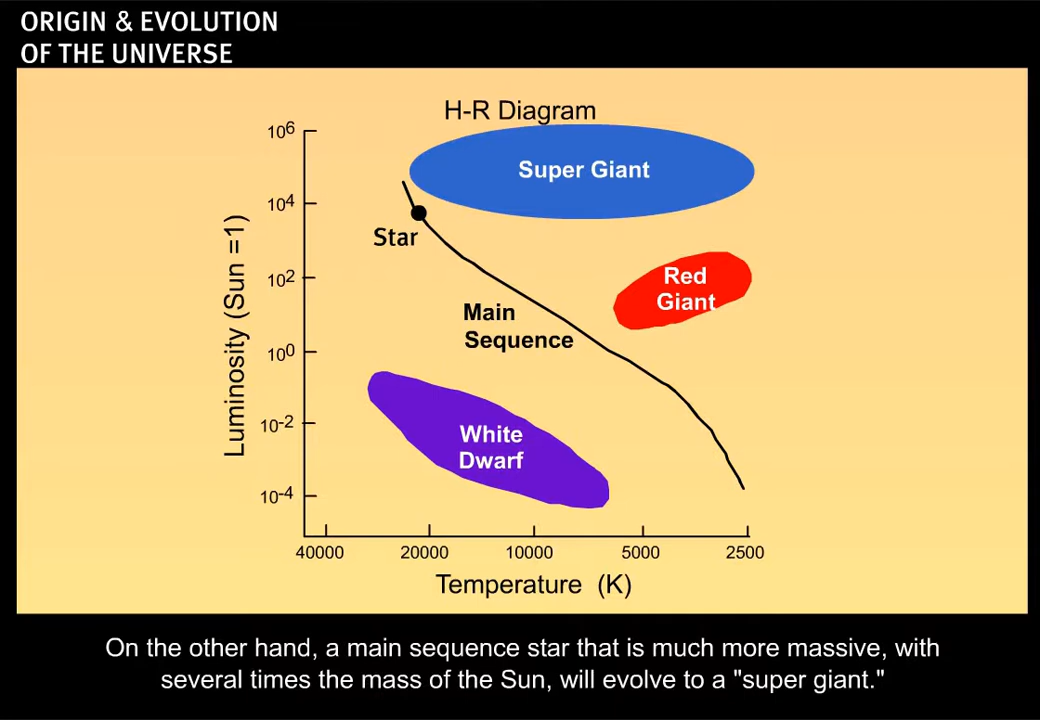 ORIGIN & EVOLUTION
OF THE UNIVERSE
H-R Diagram
10^6
10^4
10^2
10^0
10^-2
10^-4
Luminosity (Sun =1)
Super Giant
Star
Red
Giant
Main
Sequence
White
Dwarf
40000 20000 10000 5000 2500
Temperature (K)
On the other hand, a main sequence star that is much more massive, with
several times the mass of the Sun, will evolve to a "super giant."